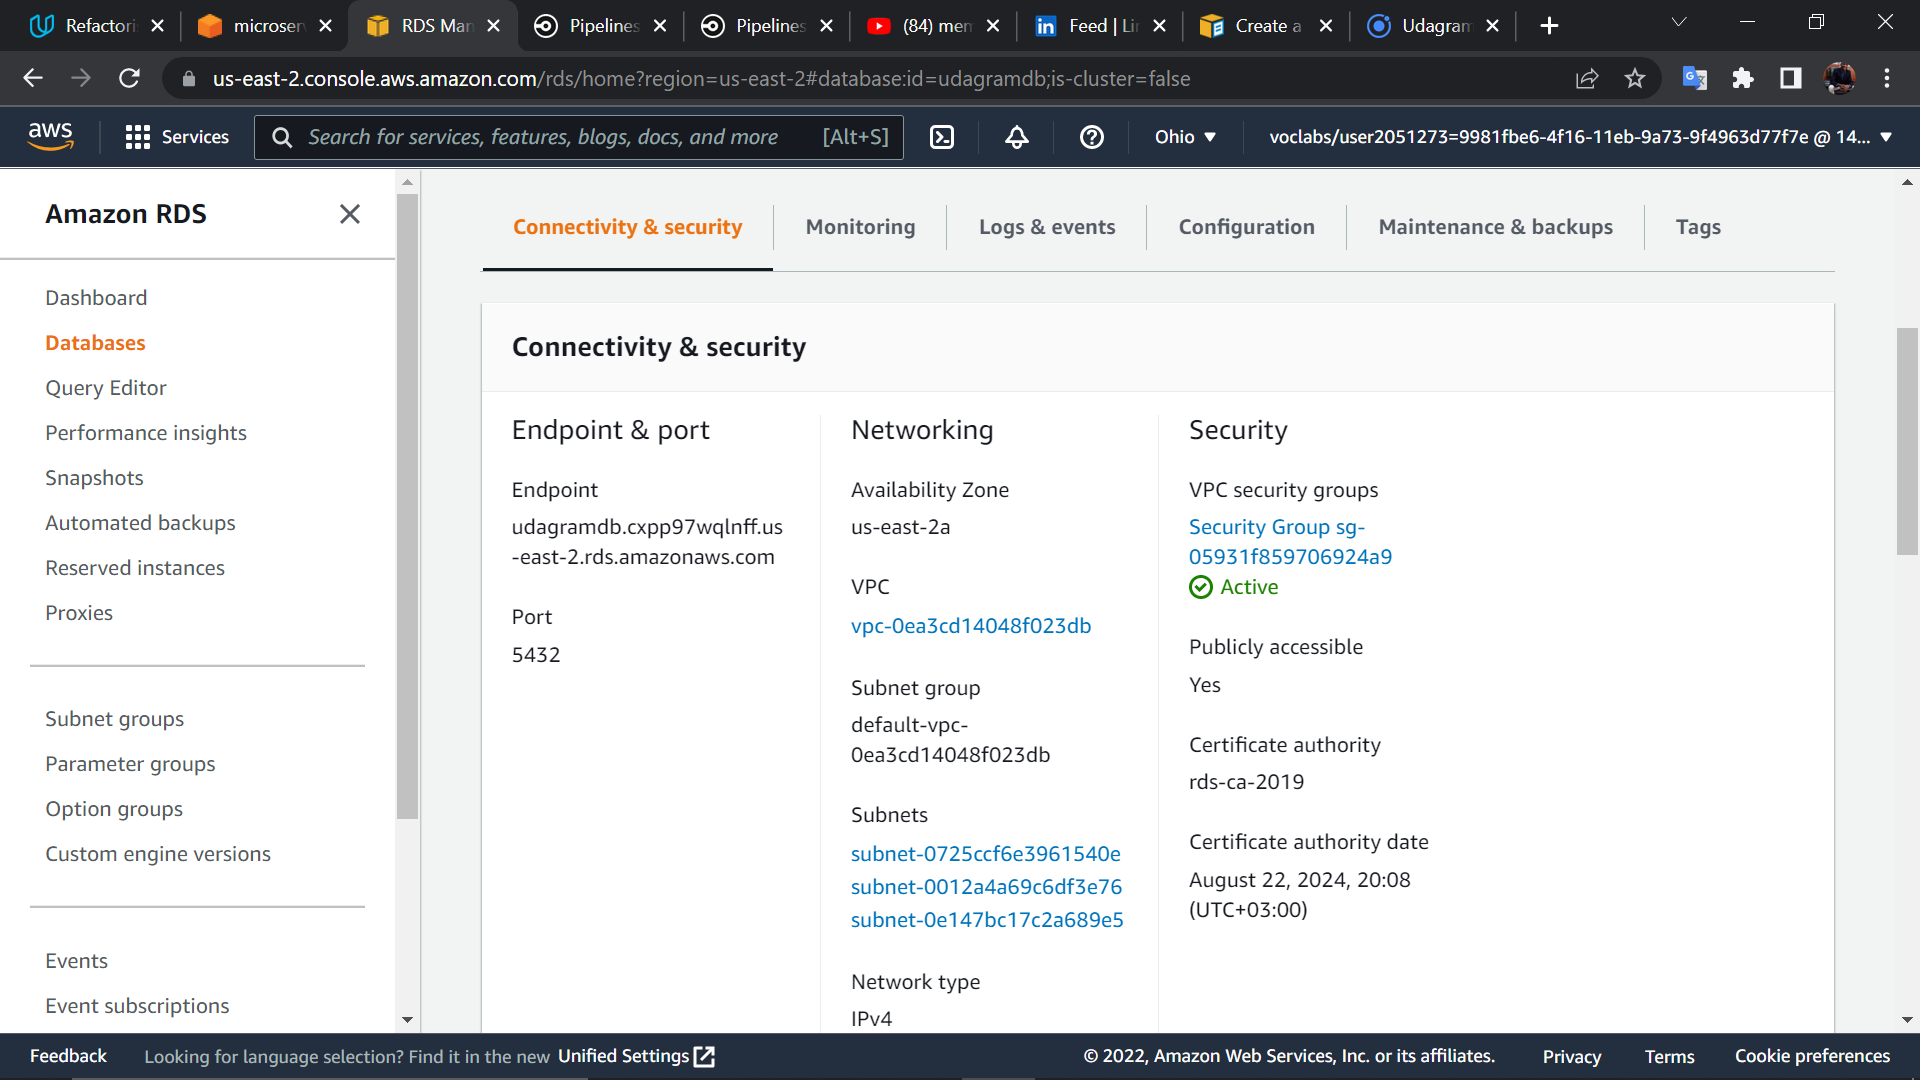 Refactori
microserv
RDS Man
Pipelines
Pipelines
(84) mem
Feed | Lin
Create a
Udagram
us-east-2.console.aws.amazon.com/rds/home?region=us-east-2#database:id=udagramdb;is-cluster=false
aws
Services
Search for services, features, blogs, docs, and more [Alt+S]
Ohio
voclabs/user2051273=9981fbe6-4f16-11eb-9a73-9f4963d77f7e @ 14...
Amazon RDS
Dashboard
Databases
Query Editor
Performance insights
Snapshots
Automated backups
Reserved instances
Proxies
Subnet groups
Parameter groups
Option groups
Custom engine versions
Events
Event subscriptions
Connectivity & security
Monitoring
Logs & events
Configuration
Maintenance & backups
Tags
Connectivity & security
Endpoint & port
Endpoint
udagramdb.cxpp97wqlnff.us
-east-2.rds.amazonaws.com
Port
5432
Networking
Availability Zone
us-east-2a
VPC
vpc-0ea3cd14048f023db
Subnet group
default-vpc-
0ea3cd14048f023db
Subnets
subnet-0725ccf6e3961540e
subnet-0012a4a69c6df3e76
subnet-0e147bc17c2a689e5
Network type
IPv4
Security
VPC security groups
Security Group sg-
05931f859706924a9
Active
Publicly accessible
Yes
Certificate authority
rds-ca-2019
Certificate authority date
August 22, 2024, 20:08
(UTC+03:00)
Feedback
Looking for language selection? Find it in the new Unified Settings
© 2022, Amazon Web Services, Inc. or its affiliates.
Privacy
Terms
Cookie preferences